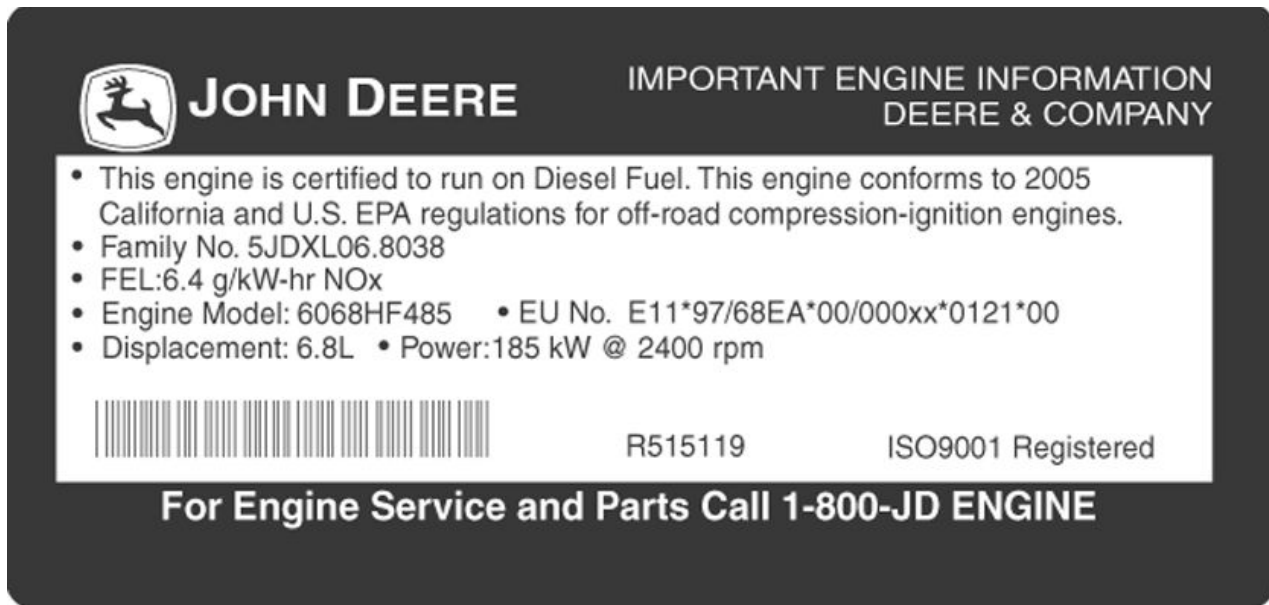 JOHN DEERE
IMPORTANT ENGINE INFORMATION
DEERE & COMPANY
• This engine is certified to run on Diesel Fuel. This engine conforms to 2005
California and U.S. EPA regulations for off-road compression-ignition engines.
• Family No. 5JDXL06.8038
• FEL:6.4 g/kW-hr NOx
• Engine Model: 6068HF485 • EU No. E11*97/68EA*00/000xx*0121*00
• Displacement: 6.8L • Power:185 kW @ 2400 rpm
R515119 ISO9001 Registered
For Engine Service and Parts Call 1-800-JD ENGINE